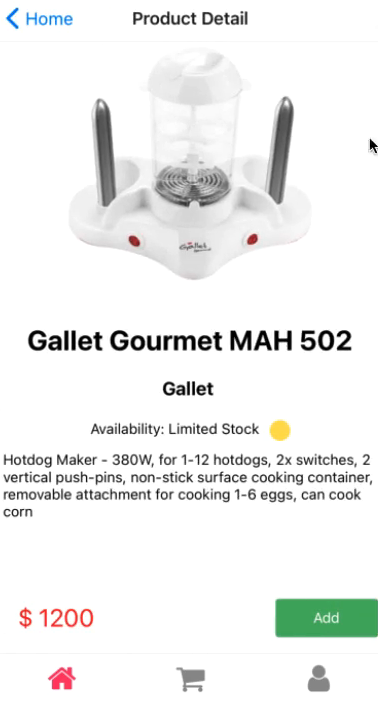 Home
Product Detail
Gallet Gourmet MAH 502
Gallet
Availability: Limited Stock
Hotdog Maker - 380W, for 1-12 hotdogs, 2x switches, 2
vertical push-pins, non-stick surface cooking container,
removable attachment for cooking 1-6 eggs, can cook
corn
$ 1200
Add